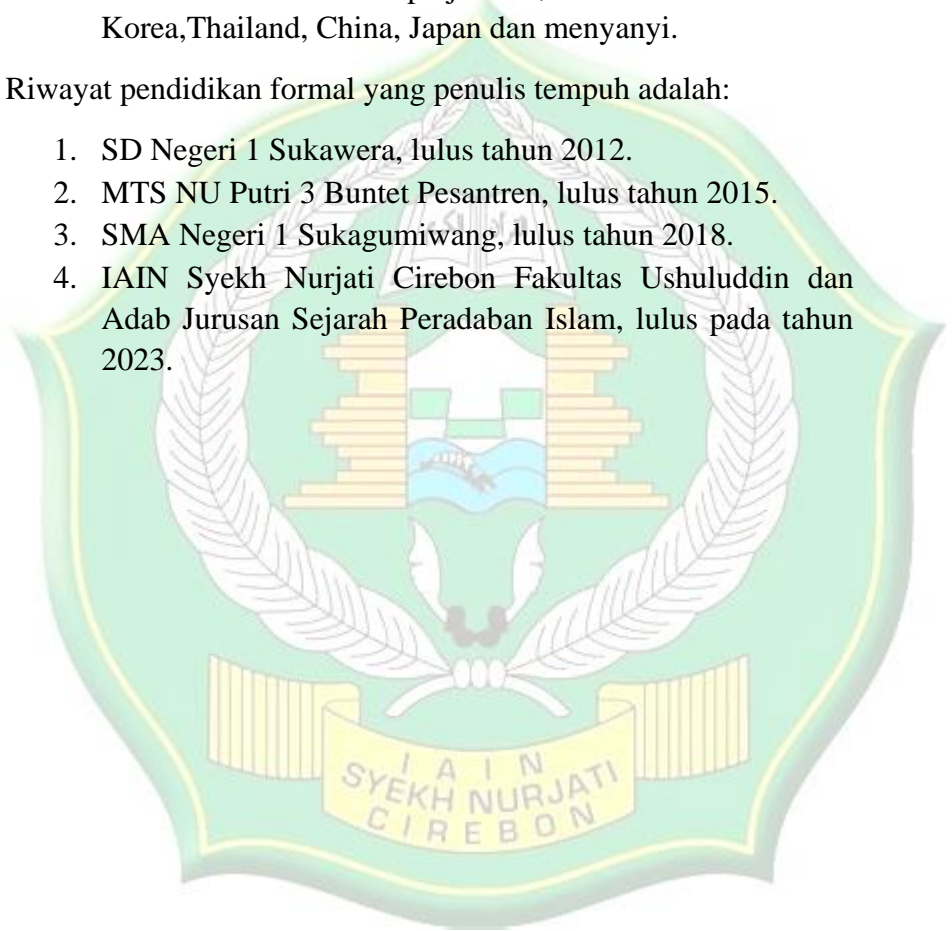 Korea,Thailand, China, Japan dan menyanyi.
Riwayat pendidikan formal yang penulis tempuh adalah:
1. SD Negeri 1 Sukawera, lulus tahun 2012.
2. MTS NU Putri 3 Buntet Pesantren, lulus tahun 2015.
3. SMA Negeri 1 Sukagumiwang, lulus tahun 2018.
4. IAIN Syekh Nurjati Cirebon Fakultas Ushuluddin dan
Adab Jurusan Sejarah Peradaban Islam, lulus pada tahun
2023.
IAIN
SYEKH NURJATI
CIREBON